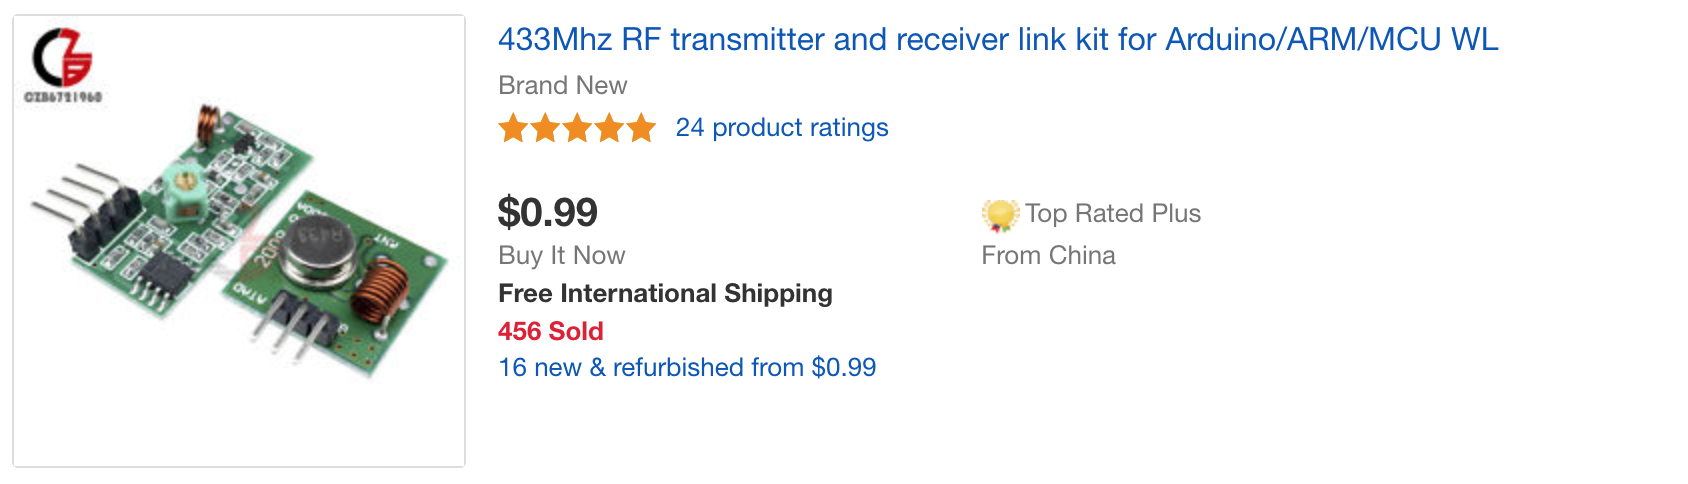 CZB6721960
433Mhz RF transmitter and receiver link kit for Arduino/ARM/MCU WL
Brand New
24 product ratings
$0.99
Buy It Now
Free International Shipping
456 Sold
16 new & refurbished from $0.99
Top Rated Plus
From China
ANT
ATAD